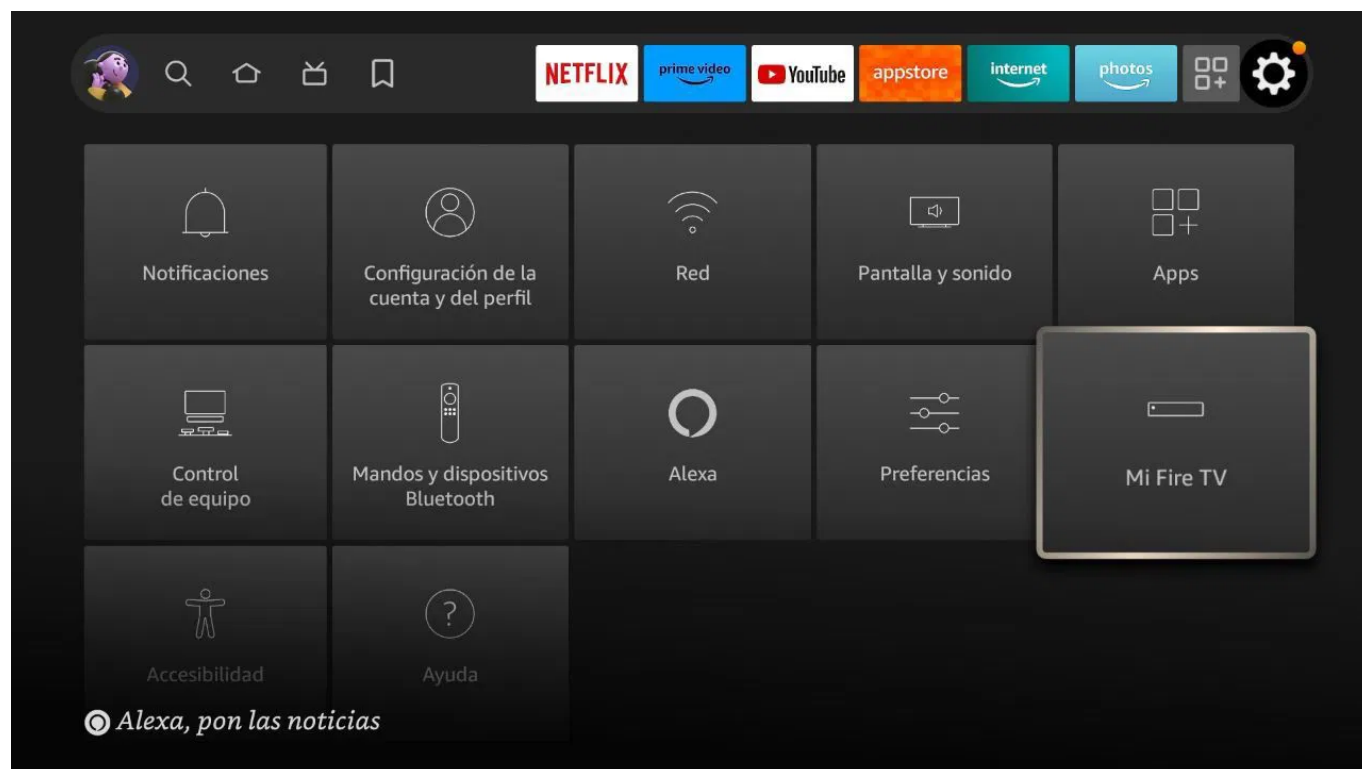 NETFLIX prime video YouTube appstore internet photos
Notificaciones
Configuración de la
cuenta y del perfil
Red
Pantalla y sonido
Apps
Control
de equipo
Mandos y dispositivos
Bluetooth
Alexa
Preferencias
Mi Fire TV
Accesibilidad
?
Ayuda
Alexa, pon las noticias